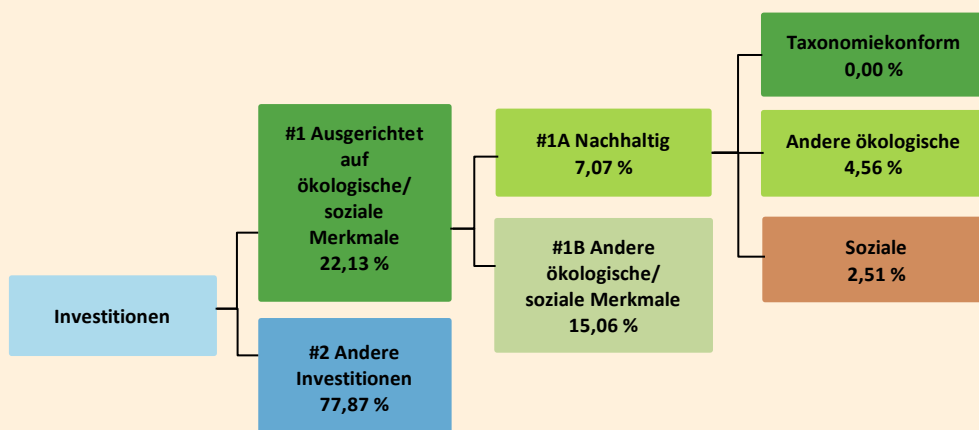 Investitionen
#1 Ausgerichtet
auf
ökologische/
soziale
Merkmale
22,13 %
#2 Andere
Investitionen
77,87 %
#1A Nachhaltig
7,07 %
#1B Andere
ökologische/
soziale Merkmale
15,06 %
Taxonomiekonform
0,00 %
Andere ökologische
4,56 %
Soziale
2,51 %